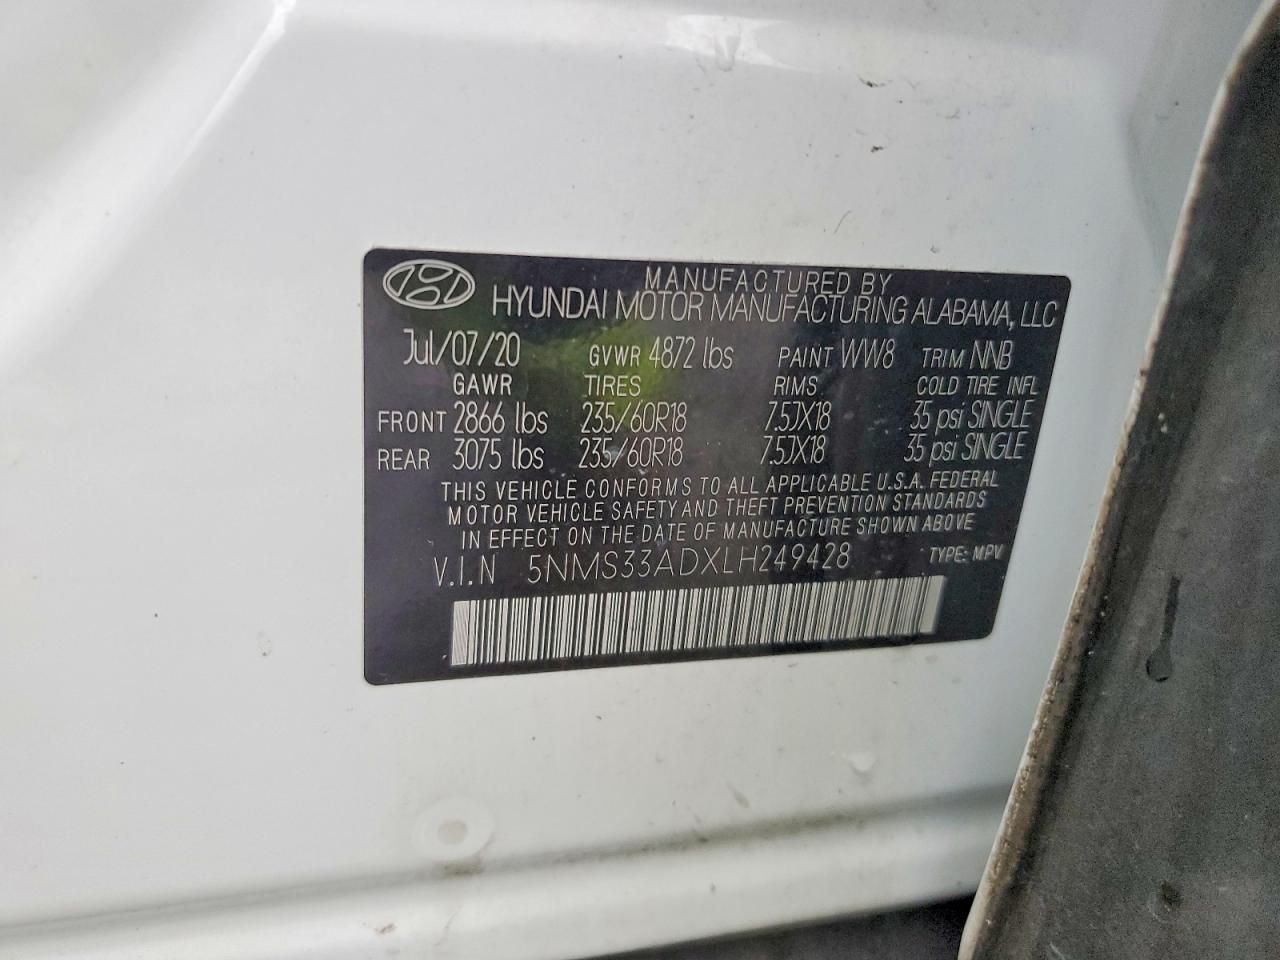 MANUFACTURED BY
HYUNDAI MOTOR MANUFACTURING ALABAMA, LLC
Jul/07/20 GVWR 4872 lbs PAINT WW8 TRIM NNB
GAWR TIRES RIMS COLD TIRE INFL
FRONT 2866 lbs 235/60R18 7.5JX18 35 psi SINGLE
REAR 3075 lbs 235/60R18 7.5JX18 35 psi SINGLE
THIS VEHICLE CONFORMS TO ALL APPLICABLE U.S.A. FEDERAL
MOTOR VEHICLE SAFETY AND THEFT PREVENTION STANDARDS
IN EFFECT ON THE DATE OF MANUFACTURE SHOWN ABOVE
V.I.N 5NMS33ADXLH249428 TYPE: MPV